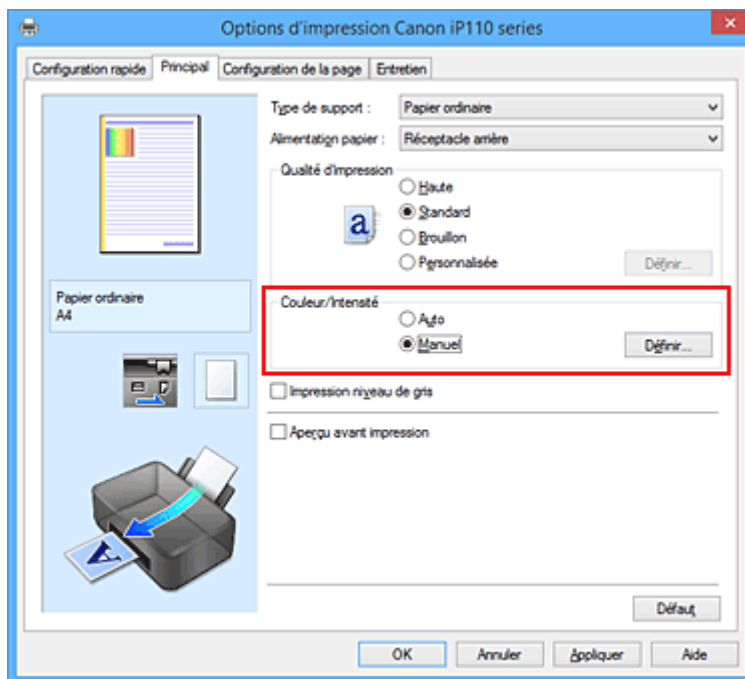 Options d'impression Canon iP110 series
Configuration rapide Principal Configuration de la page Entretien
Type de support : Papier ordinaire
Alimentation papier : Réceptacle arrière
Qualité d'impression
Haute
Standard
Brouillon
Personnalisée Définir...
Papier ordinaire
A4
Couleur/Intensité
Auto
Manuel Définir...
Impression niveau de gris
Aperçu avant impression
Défaut
OK Annuler Appliquer Aide